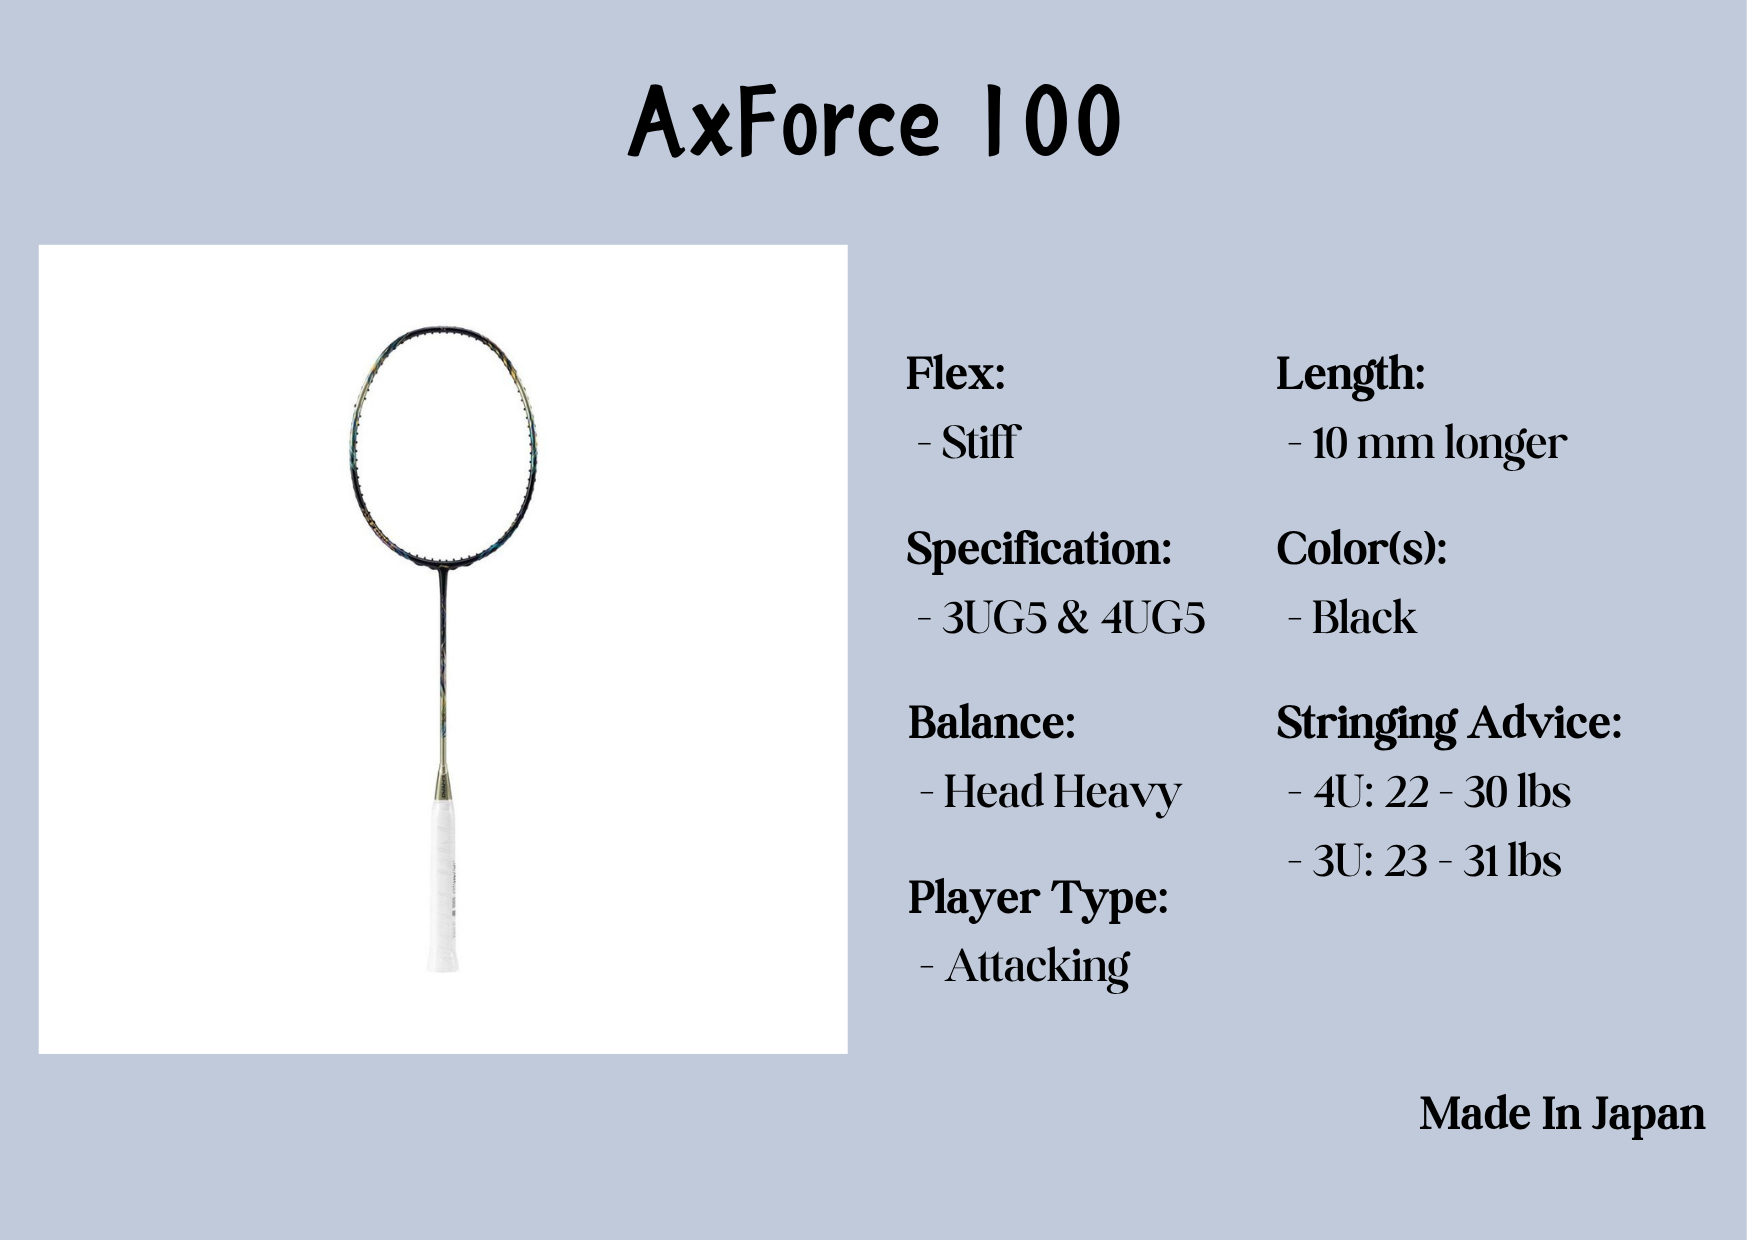 AxForce 100
Flex:
- Stiff
Specification:
- 3UG5 & 4UG5
Balance:
- Head Heavy
Player Type:
- Attacking
Length:
- 10 mm longer
Color(s):
- Black
Stringing Advice:
- 4U: 22 - 30 lbs
- 3U: 23 - 31 lbs
Made In Japan